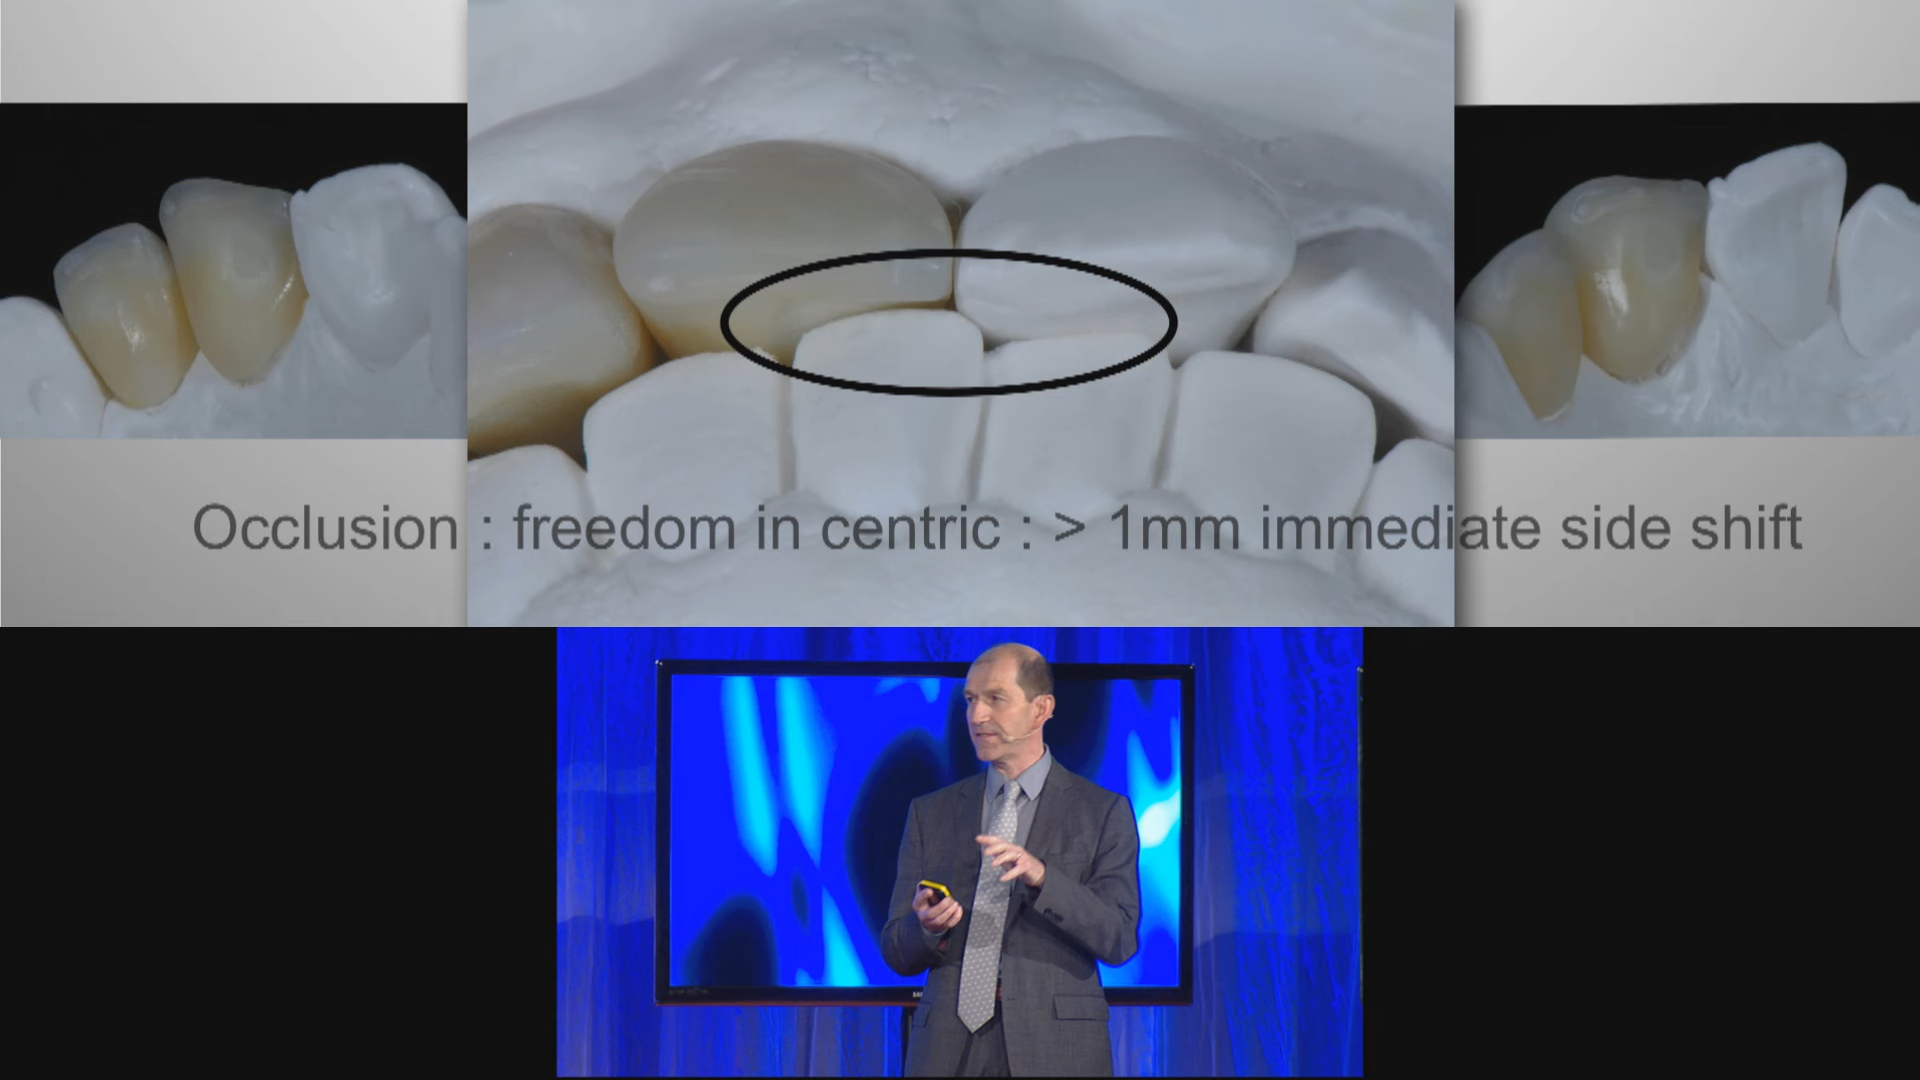 Occlusion : freedom in centric : > 1mm immediate side shift